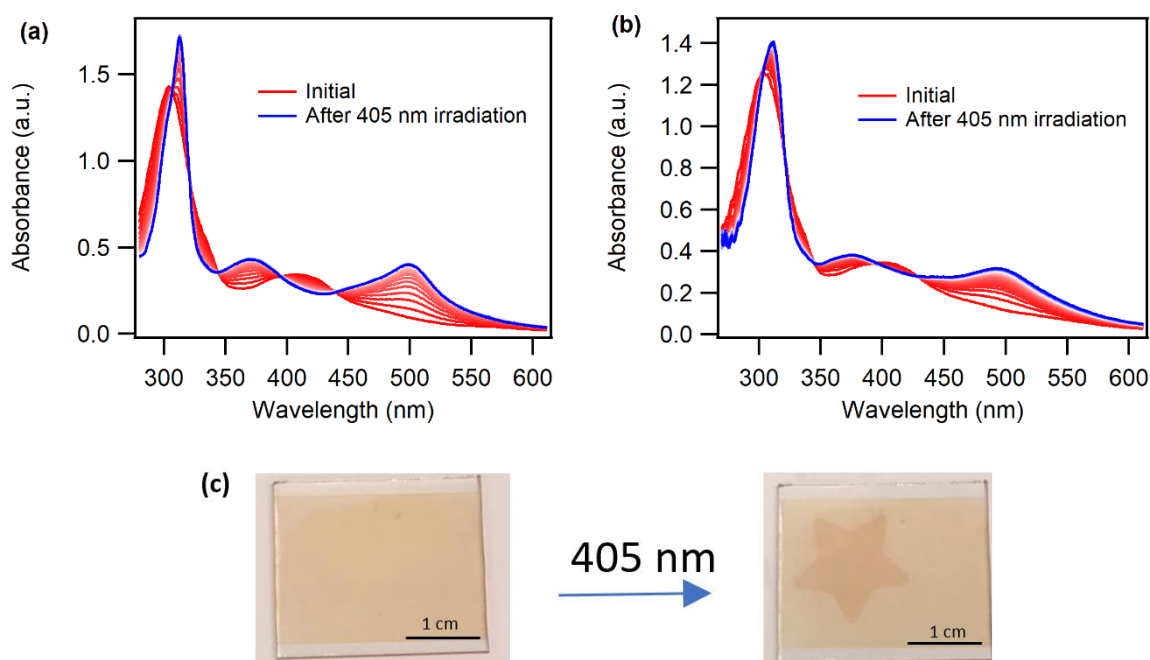 (a)
Absorbance (a.u.)
1.5
1.0
0.5
0.0
Initial
After 405 nm irradiation
300 350 400 450 500 550 600
Wavelength (nm)
(b)
Absorbance (a.u.)
1.4
1.2
1.0
0.8
0.6
0.4
0.2
0.0
Initial
After 405 nm irradiation
300 350 400 450 500 550 600
Wavelength (nm)
(c)
1 cm
405 nm
1 cm